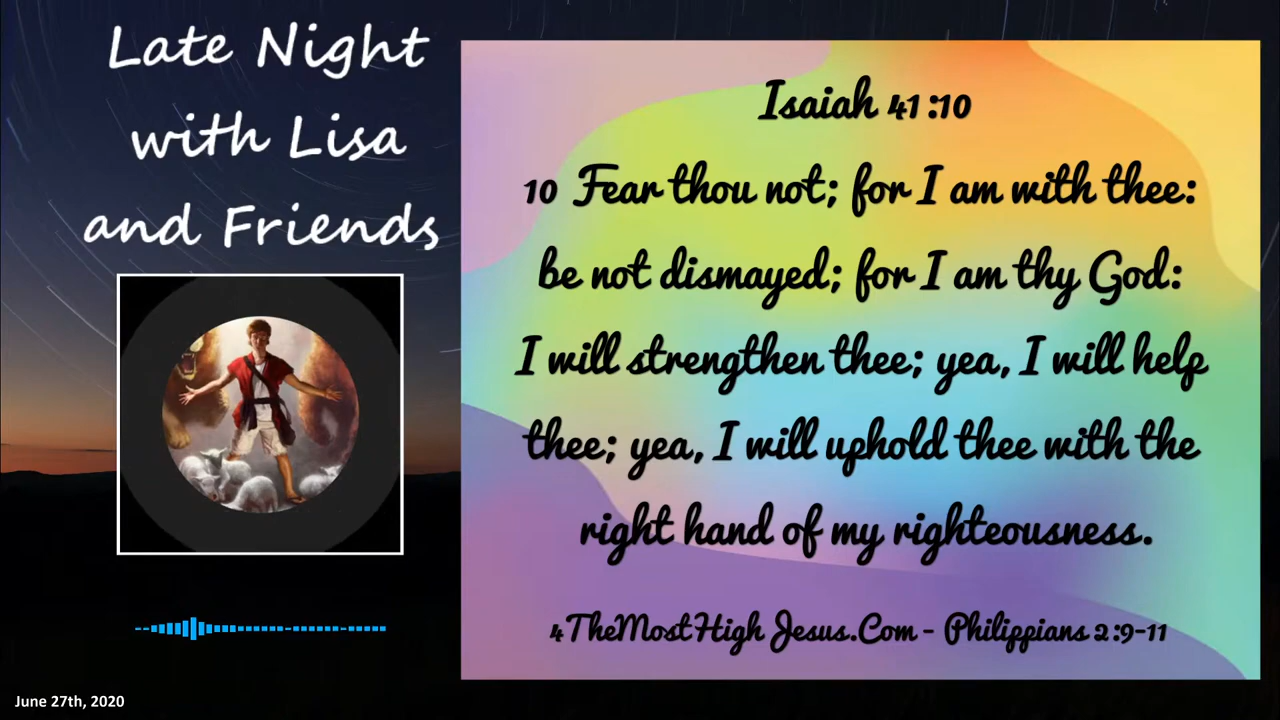 Late Night
with Lisa
and Friends
Isaiah 41:10
10 Fear thou not; for I am with thee:
be not dismayed; for I am thy God:
I will strengthen thee; yea, I will help
thee; yea, I will uphold thee with the
right hand of my righteousness.
4TheMostHigh Jesus.Com - Philippians 2:9-11
June 27th, 2020